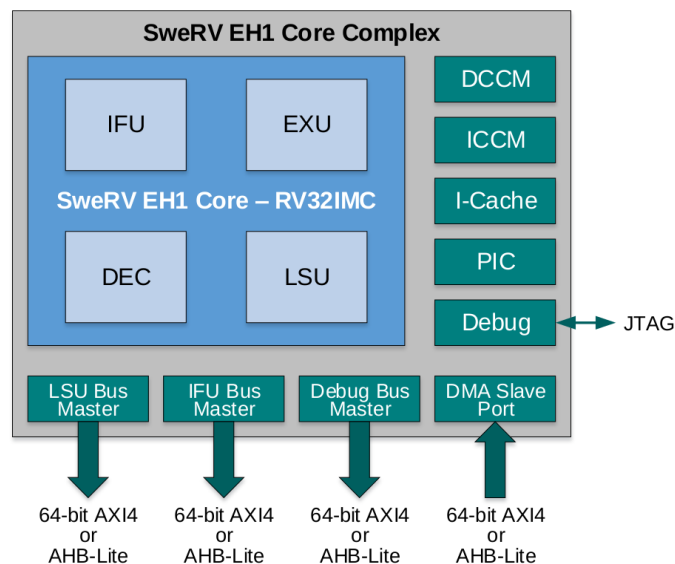 SweRV EH1 Core Complex
IFU
EXU
SweRV EH1 Core – RV32IMC
DEC
LSU
DCCM
ICCM
I-Cache
PIC
Debug
JTAG
LSU Bus
Master
IFU Bus
Master
Debug Bus
Master
DMA Slave
Port
64-bit AXI4
or
AHB-Lite
64-bit AXI4
or
AHB-Lite
64-bit AXI4
or
AHB-Lite
64-bit AXI4
or
AHB-Lite